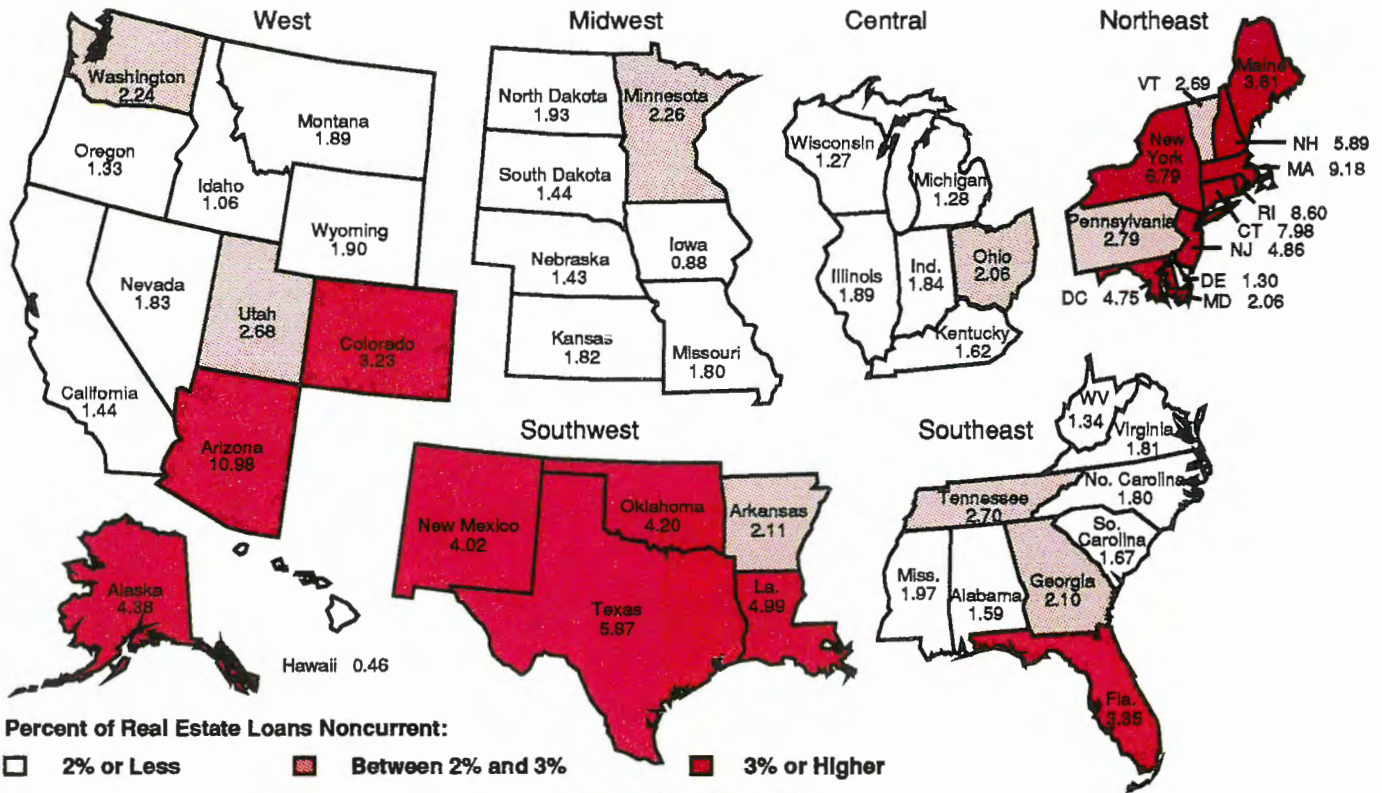 West
Midwest
Central
Northeast
Washington
2.24
Montana
1.89
Oregon
1.33
Idaho
1.06
Wyoming
1.90
Nevada
1.83
Utah
2.68
Colorado
3.23
California
1.44
Arizona
10.98
Alaska
4.38
Hawaii 0.46
North Dakota
1.93
Minnesota
2.26
South Dakota
1.44
Nebraska
1.43
Iowa
0.88
Kansas
1.82
Missouri
1.80
Wisconsin
1.27
Michigan
1.28
Illinois
1.89
Ind.
1.84
Ohio
2.06
Kentucky
1.62
VT 2.69
Maine
3.61
New
York
6.79
NH 5.89
MA 9.18
Pennsylvania
2.79
RI 8.60
CT 7.98
NJ 4.86
DE 1.30
DC 4.75
MD 2.06
Southwest
New Mexico
4.02
Oklahoma
4.20
Arkansas
2.11
Texas
5.87
La.
4.99
Southeast
WV
1.34
Virginia
1.81
Tennessee
2.70
No. Carolina
1.80
So.
Carolina
1.67
Miss.
1.97
Alabama
1.59
Georgia
2.10
Fla.
3.35
Percent of Real Estate Loans Noncurrent:
2% or Less
Between 2% and 3%
3% or Higher